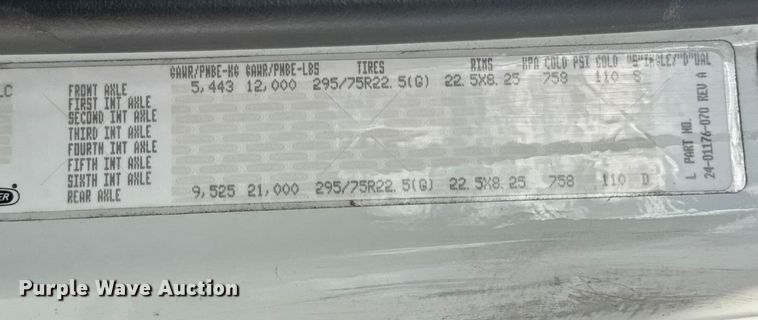 GAWR/PNBE-KG GAWR/PNBE-LBS TIRES RIMS KPA COLD PSI COLD "S"INGLE/"D"UAL
LC FRONT AXLE 5,443 12,000 295/75R22.5(G) 22.5X8.25 758 110 S
FIRST INT AXLE
SECOND INT AXLE
THIRD INT AXLE
FOURTH INT AXLE
FIFTH INT AXLE
SIXTH INT AXLE
REAR AXLE 9,525 21,000 295/75R22.5(G) 22.5X8.25 758 110 D
L PART NO.
24-01176-070 REV A
ER
Purple Wave Auction